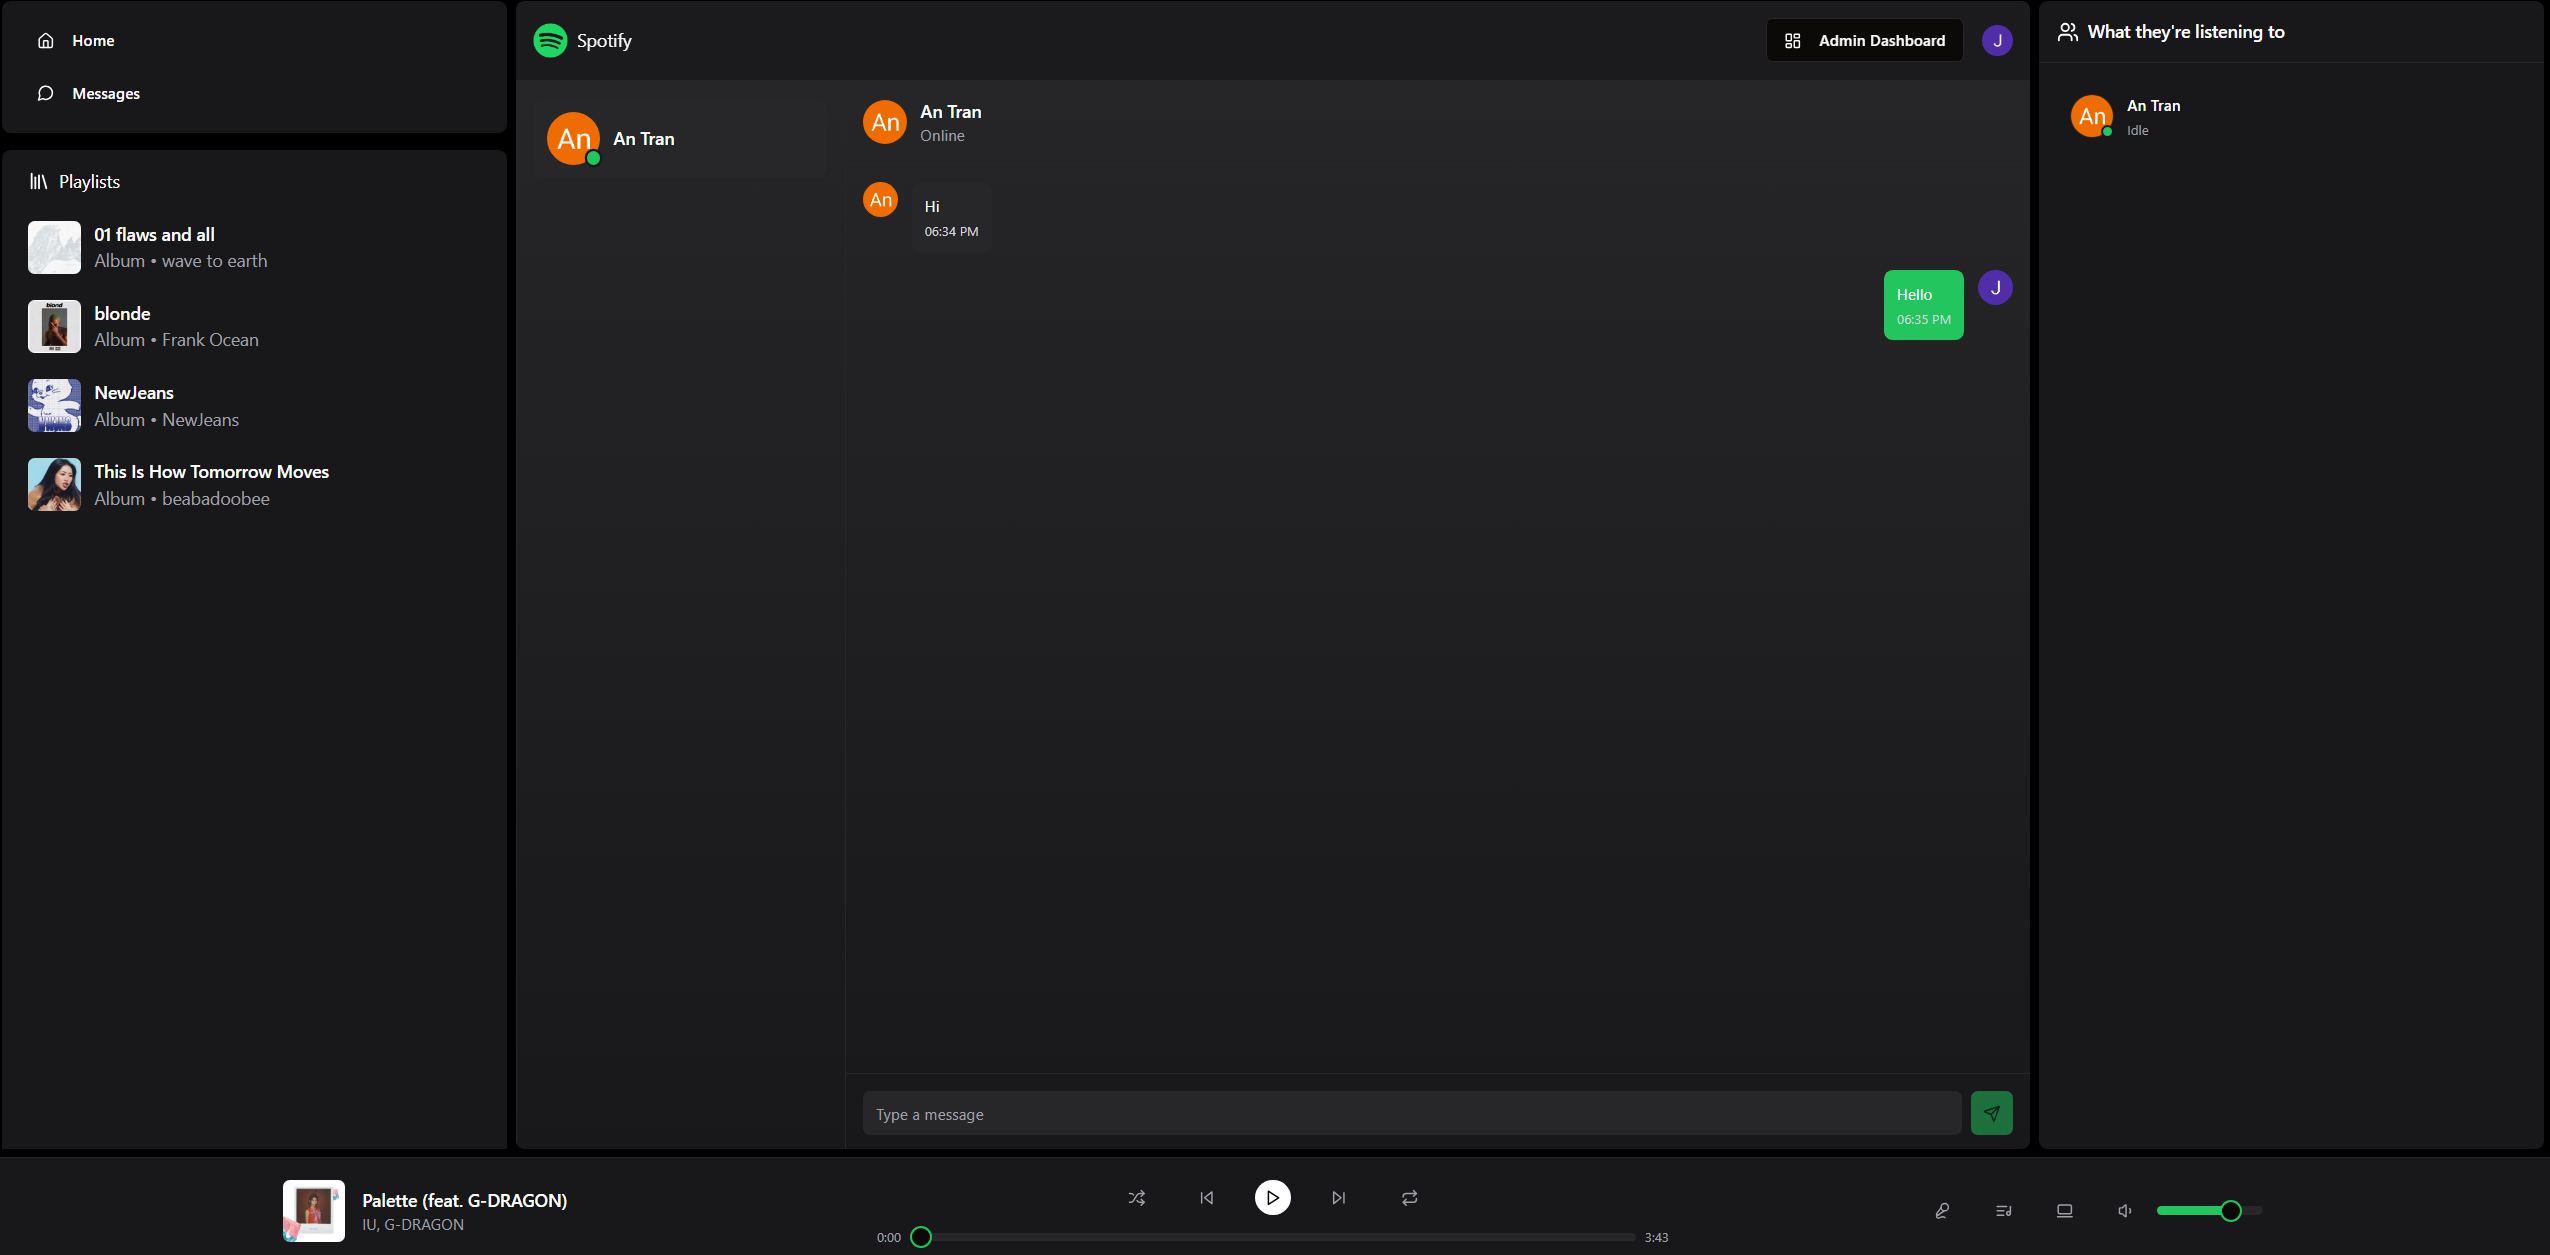 Home
Messages
Playlists
01 flaws and all
Album • wave to earth
blond
blonde
Album • Frank Ocean
NewJeans
Album • NewJeans
This Is How Tomorrow Moves
Album • beabadoobee
Spotify
Admin Dashboard
J
An
An Tran
An
An Tran
Online
An
Hi
06:34 PM
Hello
06:35 PM
J
Type a message
What they're listening to
An
An Tran
Idle
Palette (feat. G-DRAGON)
IU, G-DRAGON
0:00
3:43